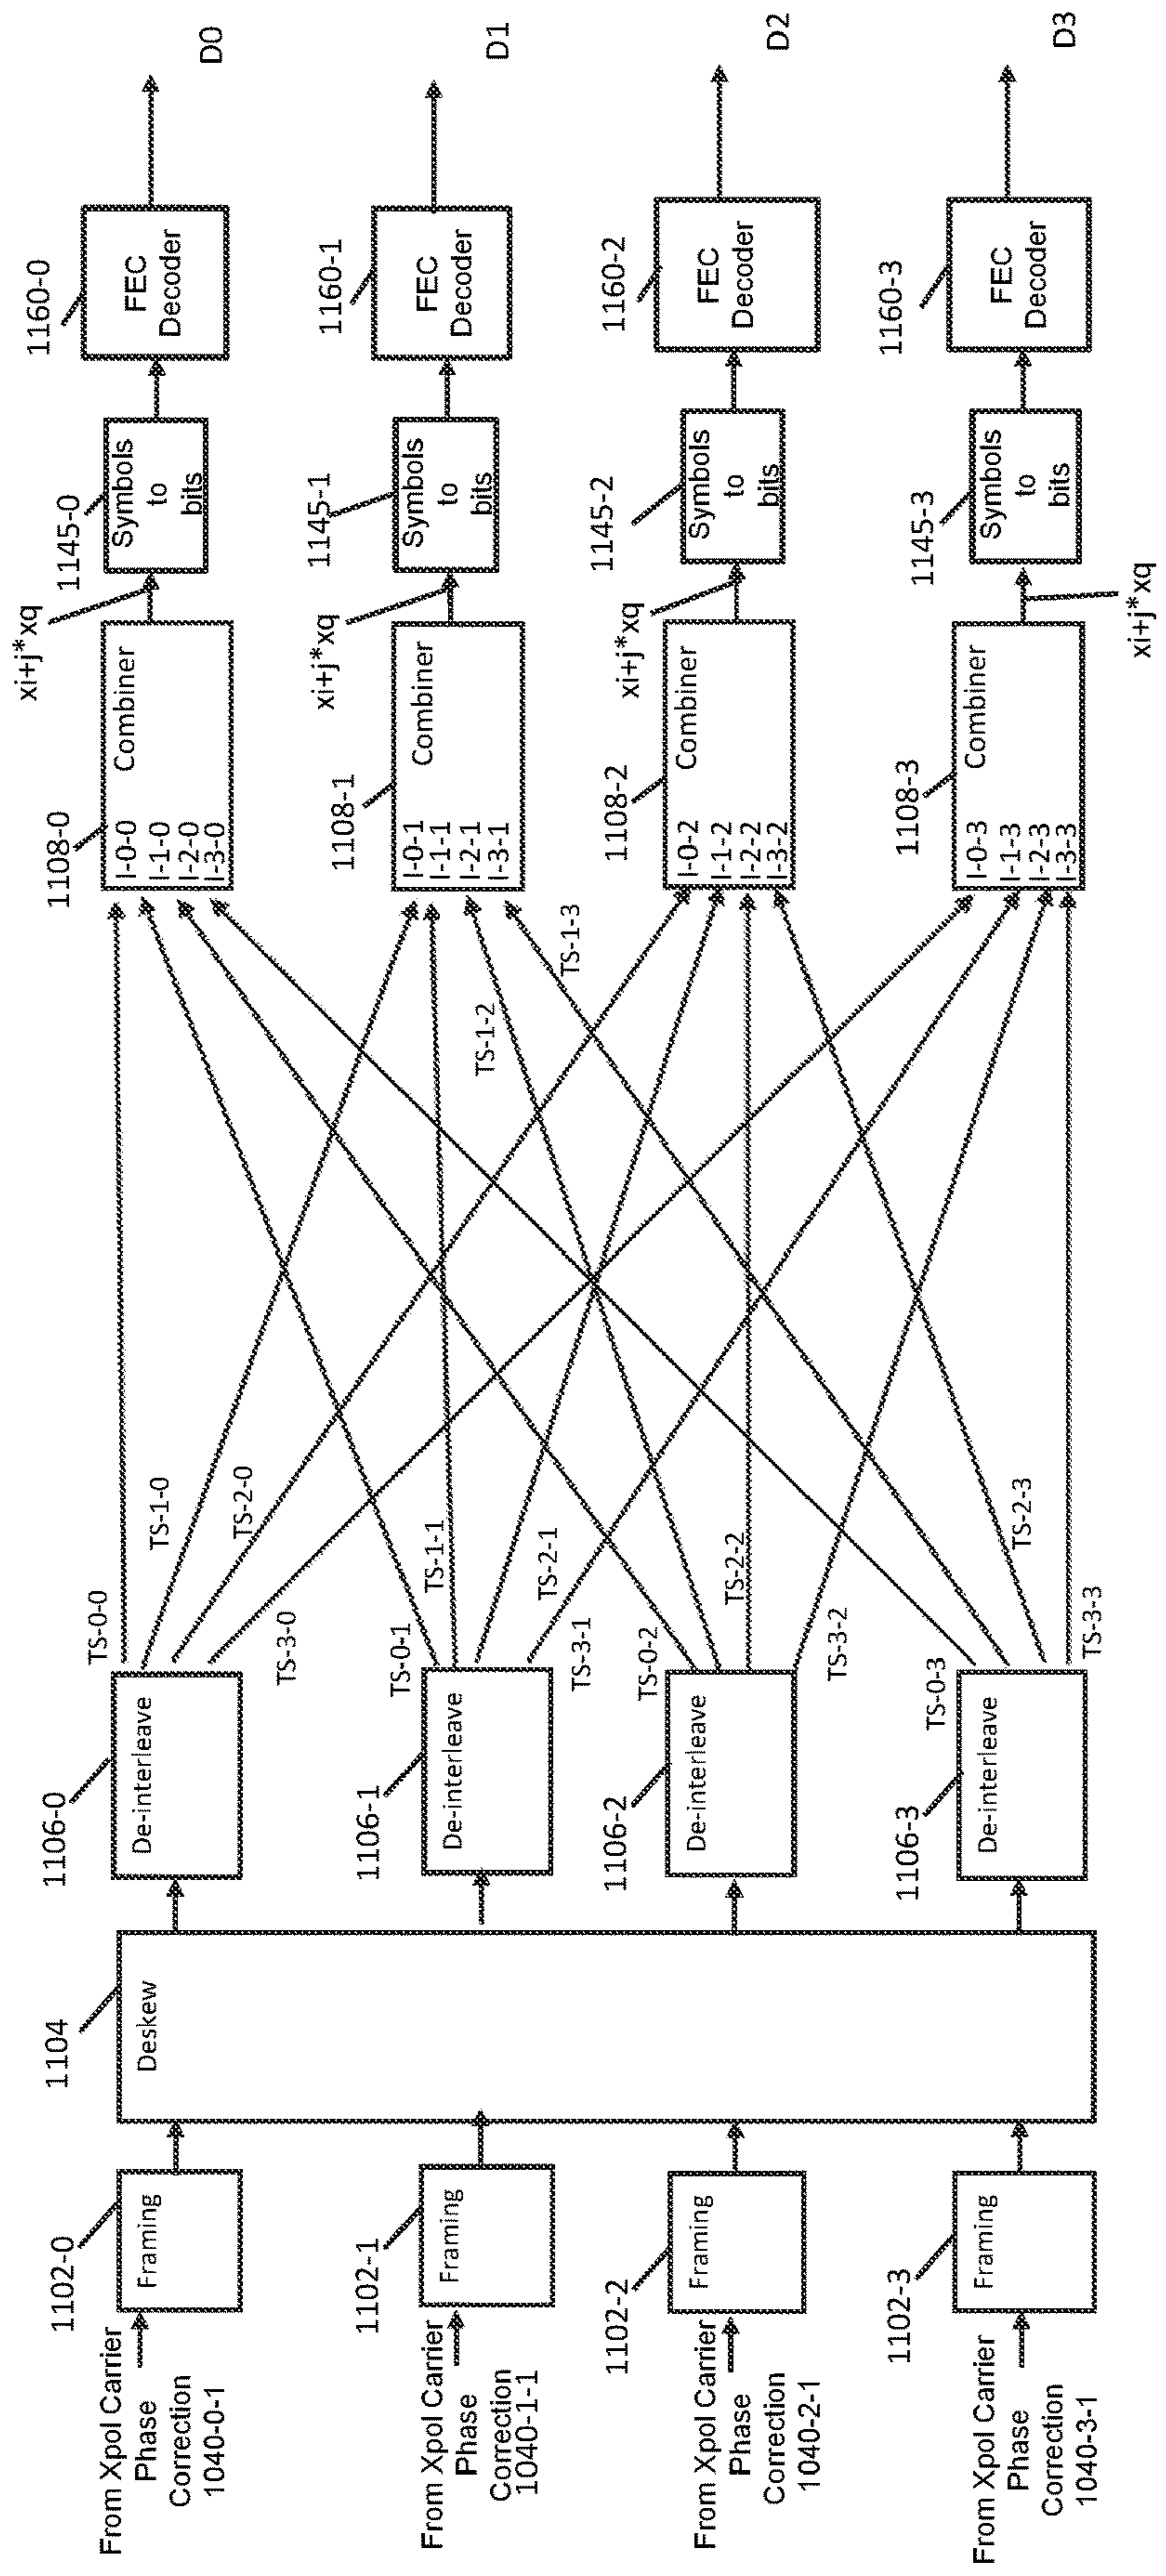 From Xpol Carrier
Phase
Correction
1040-0-1
1102-0
Framing
1104
Deskew
1106-0
De-interleave
TS-0-0
TS-1-0
TS-2-0
TS-3-0
1108-0
I-0-0
I-1-0
I-2-0
I-3-0
Combiner
xi+j*xq
1145-0
Symbols
to
bits
1160-0
FEC
Decoder
D0
From Xpol Carrier
Phase
Correction
1040-1-1
1102-1
Framing
1106-1
De-interleave
TS-0-1
TS-1-1
TS-2-1
TS-3-1
TS-1-2
TS-1-3
1108-1
I-0-1
I-1-1
I-2-1
I-3-1
Combiner
xi+j*xq
1145-1
Symbols
to
bits
1160-1
FEC
Decoder
D1
From Xpol Carrier
Phase
Correction
1040-2-1
1102-2
Framing
1106-2
De-interleave
TS-0-2
TS-2-2
TS-3-2
1108-2
I-0-2
I-1-2
I-2-2
I-3-2
Combiner
xi+j*xq
1145-2
Symbols
to
bits
1160-2
FEC
Decoder
D2
From Xpol Carrier
Phase
Correction
1040-3-1
1102-3
Framing
1106-3
De-interleave
TS-0-3
TS-2-3
TS-3-3
1108-3
I-0-3
I-1-3
I-2-3
I-3-3
Combiner
xi+j*xq
1145-3
Symbols
to
bits
1160-3
FEC
Decoder
D3